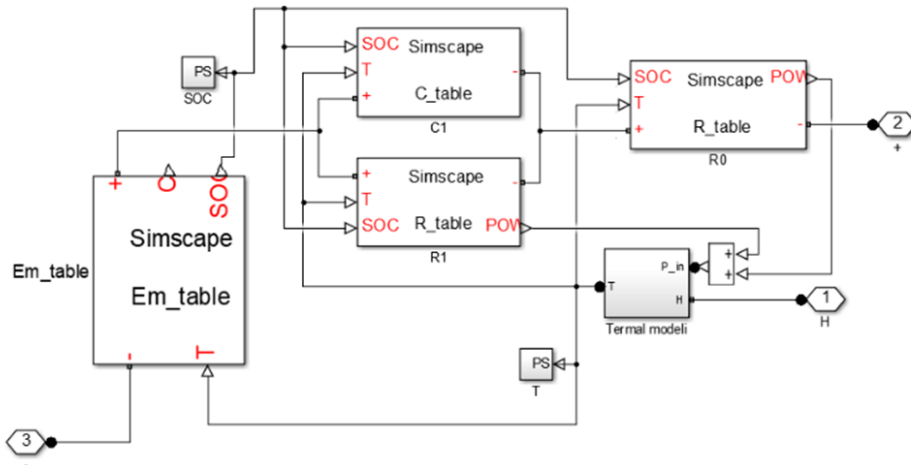 PS
SOC
SOC
Simscape
T
C_table
-
+
C1
SOC
Simscape
POW
T
+
R_table
-
R0
2
+
+
Simscape
-
T
SOC
R_table
POW
R1
+
SOC
Simscape
Em_table
Em_table
-
T
P_in
T
H
Termal modeli
+
+
1
H
PS
T
3